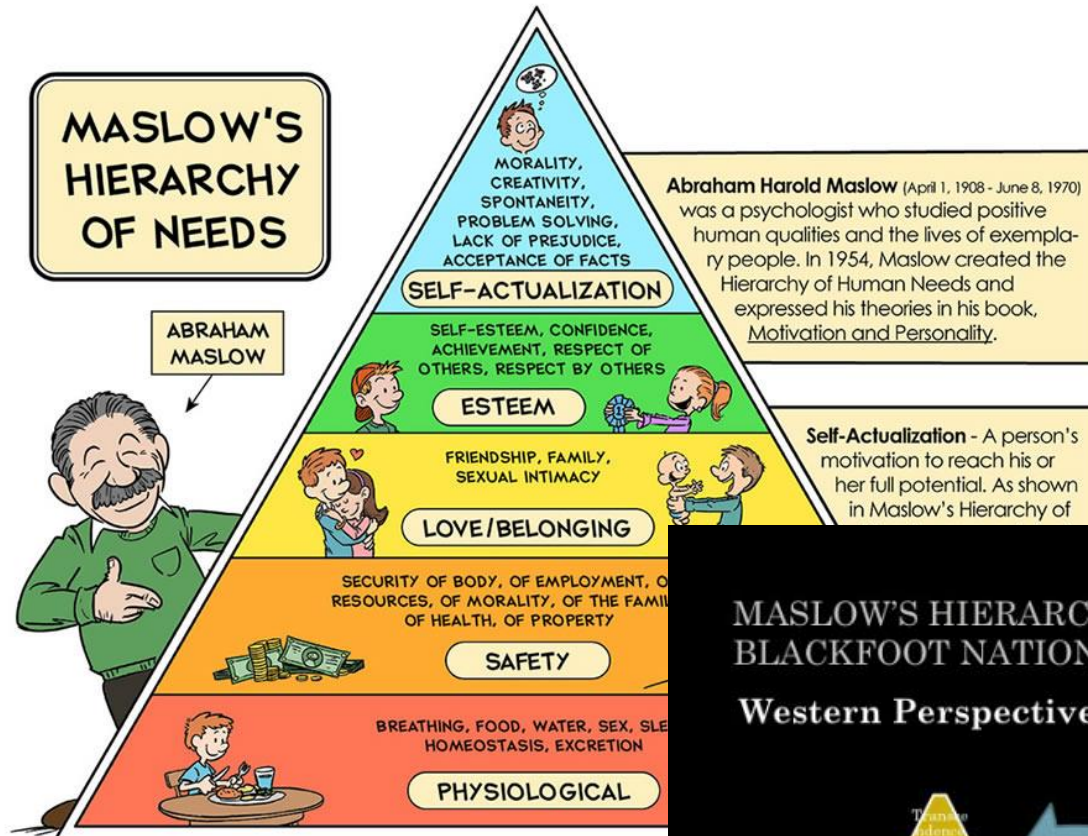 MASLOW'S
HIERARCHY
OF NEEDS
ABRAHAM
MASLOW
MORALITY,
CREATIVITY,
SPONTANEITY,
PROBLEM SOLVING,
LACK OF PREJUDICE,
ACCEPTANCE OF FACTS
SELF-ACTUALIZATION
SELF-ESTEEM, CONFIDENCE,
ACHIEVEMENT, RESPECT OF
OTHERS, RESPECT BY OTHERS
ESTEEM
1
FRIENDSHIP, FAMILY,
SEXUAL INTIMACY
LOVE/BELONGING
SECURITY OF BODY, OF EMPLOYMENT, O
RESOURCES, OF MORALITY, OF THE FAMI
OF HEALTH, OF PROPERTY
SAFETY
BREATHING, FOOD, WATER, SEX, SLE
HOMEOSTASIS, EXCRETION
PHYSIOLOGICAL
Abraham Harold Maslow (April 1, 1908 - June 8, 1970)
was a psychologist who studied positive
human qualities and the lives of exempla-
ry people. In 1954, Maslow created the
Hierarchy of Human Needs and
expressed his theories in his book,
Motivation and Personality.
Self-Actualization - A person's
motivation to reach his or
her full potential. As shown
in Maslow's Hierarchy of
MASLOW'S HIERARC
BLACKFOOT NATION
Western Perspective